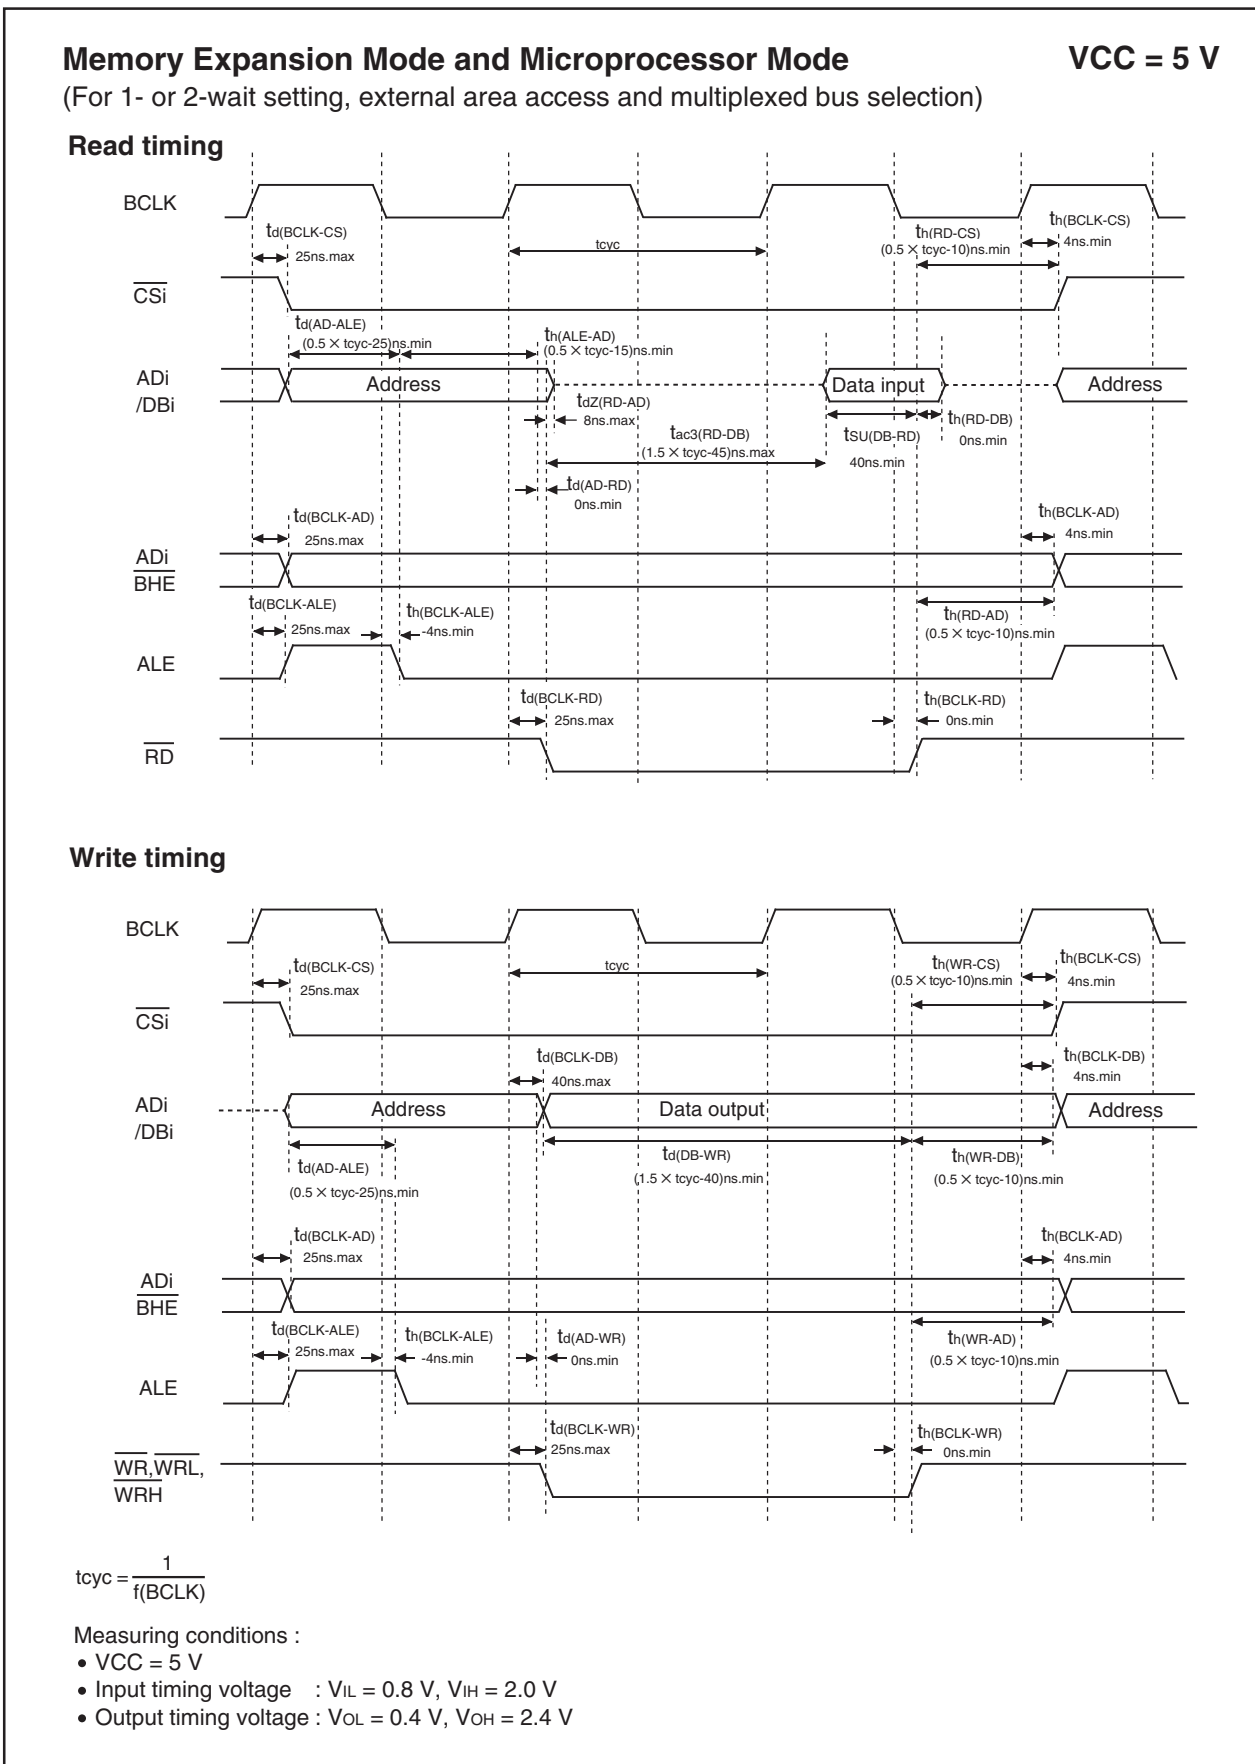 Memory Expansion Mode and Microprocessor Mode VCC = 5 V
(For 1- or 2-wait setting, external area access and multiplexed bus selection)
Read timing
BCLK
td(BCLK-CS)
25ns.max
tcyc
th(RD-CS)
(0.5 × tcyc-10)ns.min
th(BCLK-CS)
4ns.min
CSi
td(AD-ALE)
(0.5 × tcyc-25)ns.min
th(ALE-AD)
(0.5 × tcyc-15)ns.min
ADi
/DBi
Address
Data input
Address
tdZ(RD-AD)
8ns.max
tac3(RD-DB)
(1.5 × tcyc-45)ns.max
tSU(DB-RD)
40ns.min
th(RD-DB)
0ns.min
td(AD-RD)
0ns.min
td(BCLK-AD)
25ns.max
th(BCLK-AD)
4ns.min
ADi
BHE
td(BCLK-ALE)
25ns.max
th(BCLK-ALE)
-4ns.min
th(RD-AD)
(0.5 × tcyc-10)ns.min
ALE
td(BCLK-RD)
25ns.max
th(BCLK-RD)
0ns.min
RD
Write timing
BCLK
td(BCLK-CS)
25ns.max
tcyc
th(WR-CS)
(0.5 × tcyc-10)ns.min
th(BCLK-CS)
4ns.min
CSi
td(BCLK-DB)
40ns.max
th(BCLK-DB)
4ns.min
ADi
/DBi
Address
Data output
Address
td(AD-ALE)
(0.5 × tcyc-25)ns.min
td(DB-WR)
(1.5 × tcyc-40)ns.min
th(WR-DB)
(0.5 × tcyc-10)ns.min
td(BCLK-AD)
25ns.max
th(BCLK-AD)
4ns.min
ADi
BHE
td(BCLK-ALE)
25ns.max
th(BCLK-ALE)
-4ns.min
td(AD-WR)
0ns.min
th(WR-AD)
(0.5 × tcyc-10)ns.min
ALE
td(BCLK-WR)
25ns.max
th(BCLK-WR)
0ns.min
WR,WRL,
WRH
tcyc = 1
f(BCLK)
Measuring conditions :
• VCC = 5 V
• Input timing voltage : VIL = 0.8 V, VIH = 2.0 V
• Output timing voltage : VOL = 0.4 V, VOH = 2.4 V